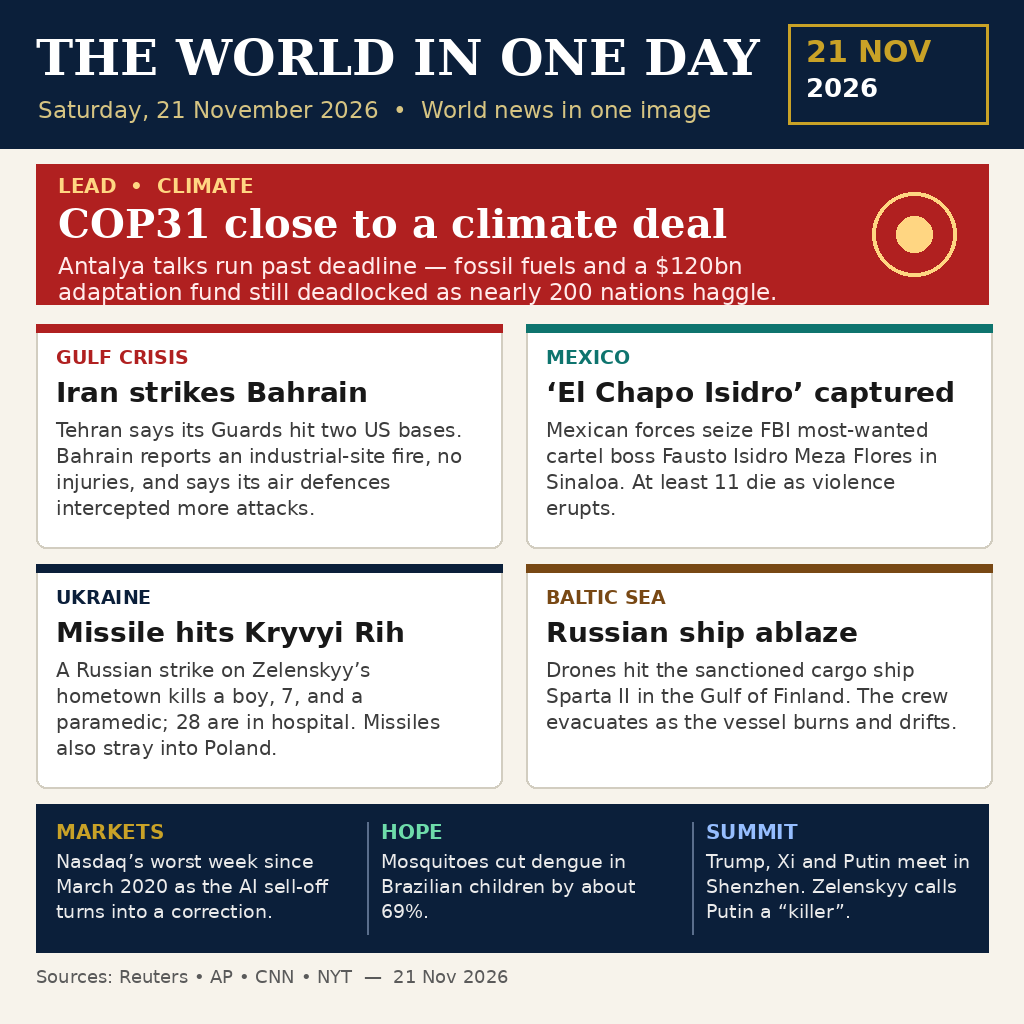 THE WORLD IN ONE DAY
Saturday, 21 November 2026 • World news in one image
21 NOV
2026
LEAD • CLIMATE
COP31 close to a climate deal
Antalya talks run past deadline — fossil fuels and a $120bn
adaptation fund still deadlocked as nearly 200 nations haggle.
GULF CRISIS
Iran strikes Bahrain
Tehran says its Guards hit two US bases.
Bahrain reports an industrial-site fire, no
injuries, and says its air defences
intercepted more attacks.
MEXICO
‘El Chapo Isidro’ captured
Mexican forces seize FBI most-wanted
cartel boss Fausto Isidro Meza Flores in
Sinaloa. At least 11 die as violence
erupts.
UKRAINE
Missile hits Kryvyi Rih
A Russian strike on Zelenskyy’s
hometown kills a boy, 7, and a
paramedic; 28 are in hospital. Missiles
also stray into Poland.
BALTIC SEA
Russian ship ablaze
Drones hit the sanctioned cargo ship
Sparta II in the Gulf of Finland. The crew
evacuates as the vessel burns and drifts.
MARKETS
Nasdaq’s worst week since
March 2020 as the AI sell-off
turns into a correction.
HOPE
Mosquitoes cut dengue in
Brazilian children by about
69%.
SUMMIT
Trump, Xi and Putin meet in
Shenzhen. Zelenskyy calls
Putin a “killer”.
Sources: Reuters • AP • CNN • NYT — 21 Nov 2026